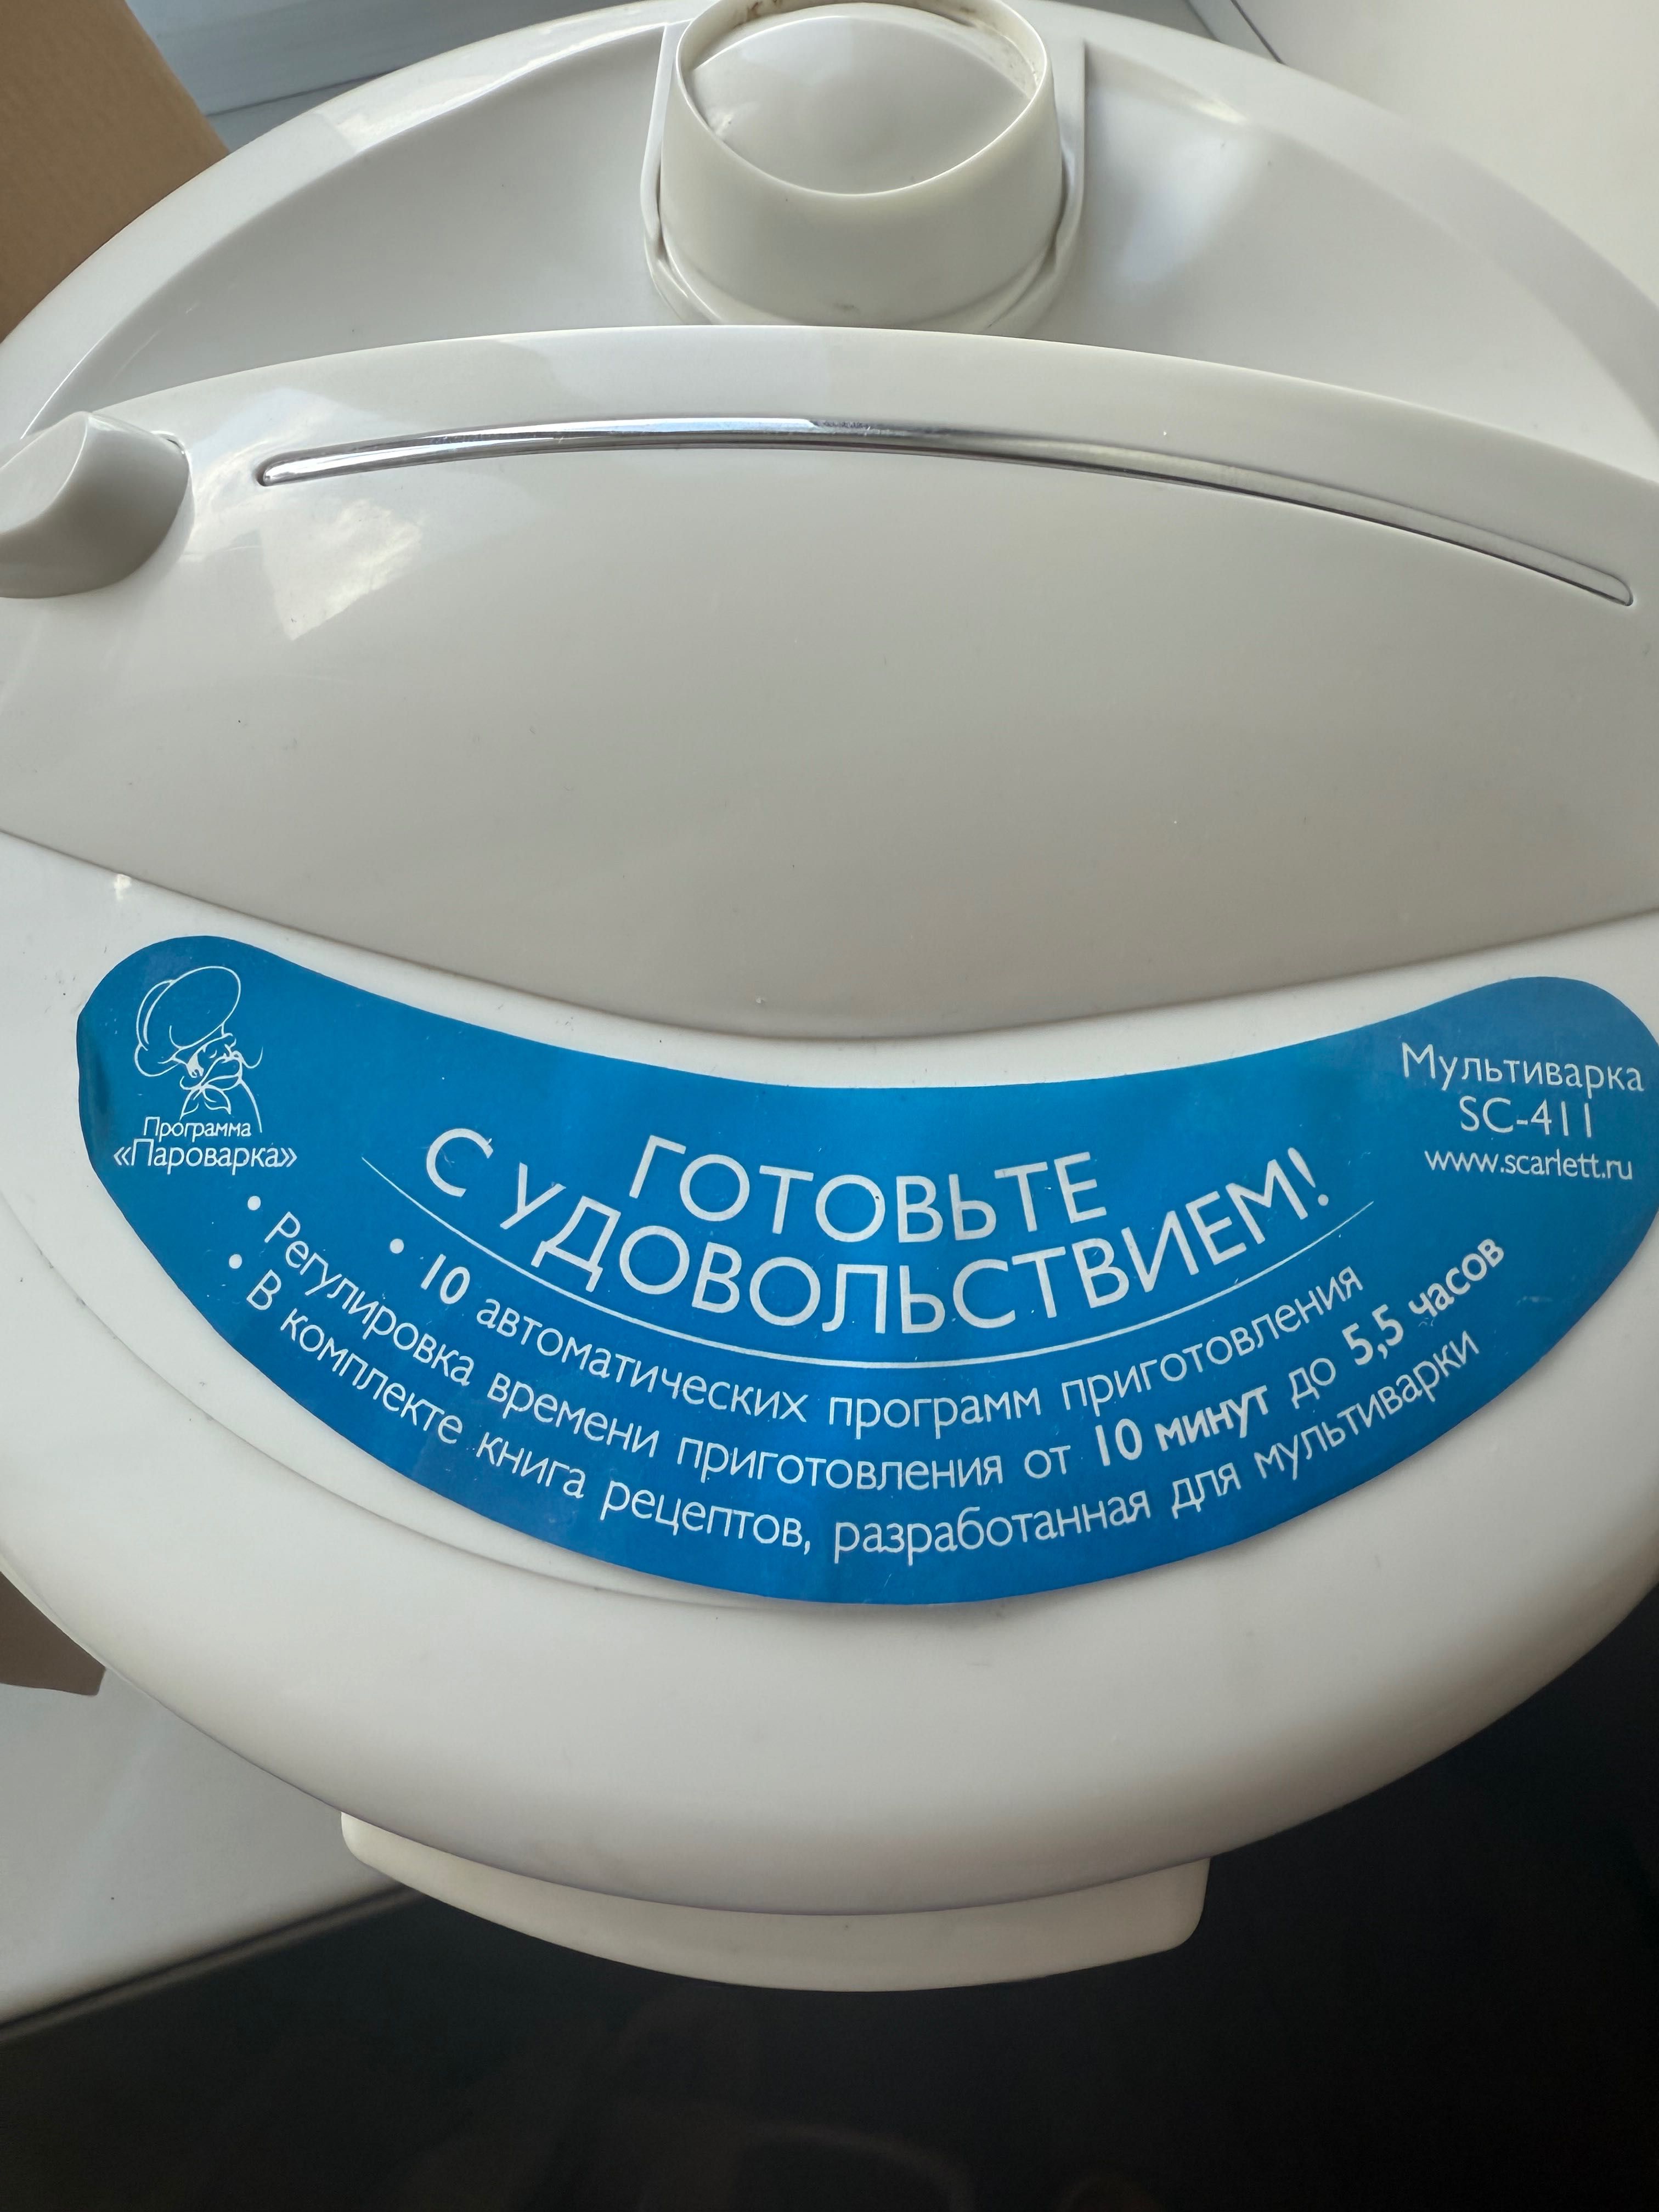 Программа
«Пароварка»
ГОТОВЬТЕ
С УДОВОЛЬСТВИЕМ!
Мультиварка
SC-411
www.scarlett.ru
• 10 автоматических программ приготовления
• Регулировка времени приготовления от 10 минут до 5,5 часов
• В комплекте книга рецептов, разработанная для мультиварки